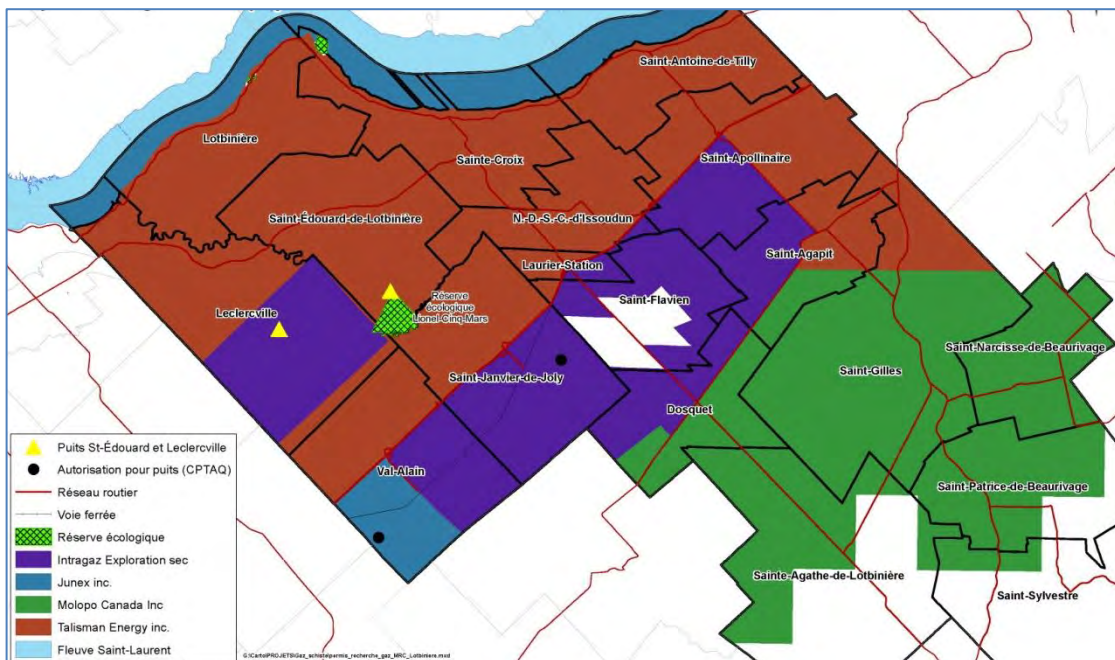 Saint-Antoine-de-Tilly
Lotbinière
Sainte-Croix
Saint-Apollinaire
Saint-Édouard-de-Lotbinière
N.-D.-S.-C.-d'Issoudun
Saint-Agapit
Laurier-Station
Réserve
écologique
Lionel-Cinq-Mars
Saint-Flavien
Leclercville
Saint-Narcisse-de-Beaurivage
Saint-Gilles
Saint-Janvier-de-Joly
Dosquet
Val-Alain
Saint-Patrice-de-Beaurivage
Sainte-Agathe-de-Lotbinière
Saint-Sylvestre
Puits St-Édouard et Leclercville
Autorisation pour puits (CPTAQ)
Réseau routier
Voie ferrée
Réserve écologique
Intragaz Exploration sec
Junex inc.
Molopo Canada Inc
Talisman Energy inc.
Fleuve Saint-Laurent